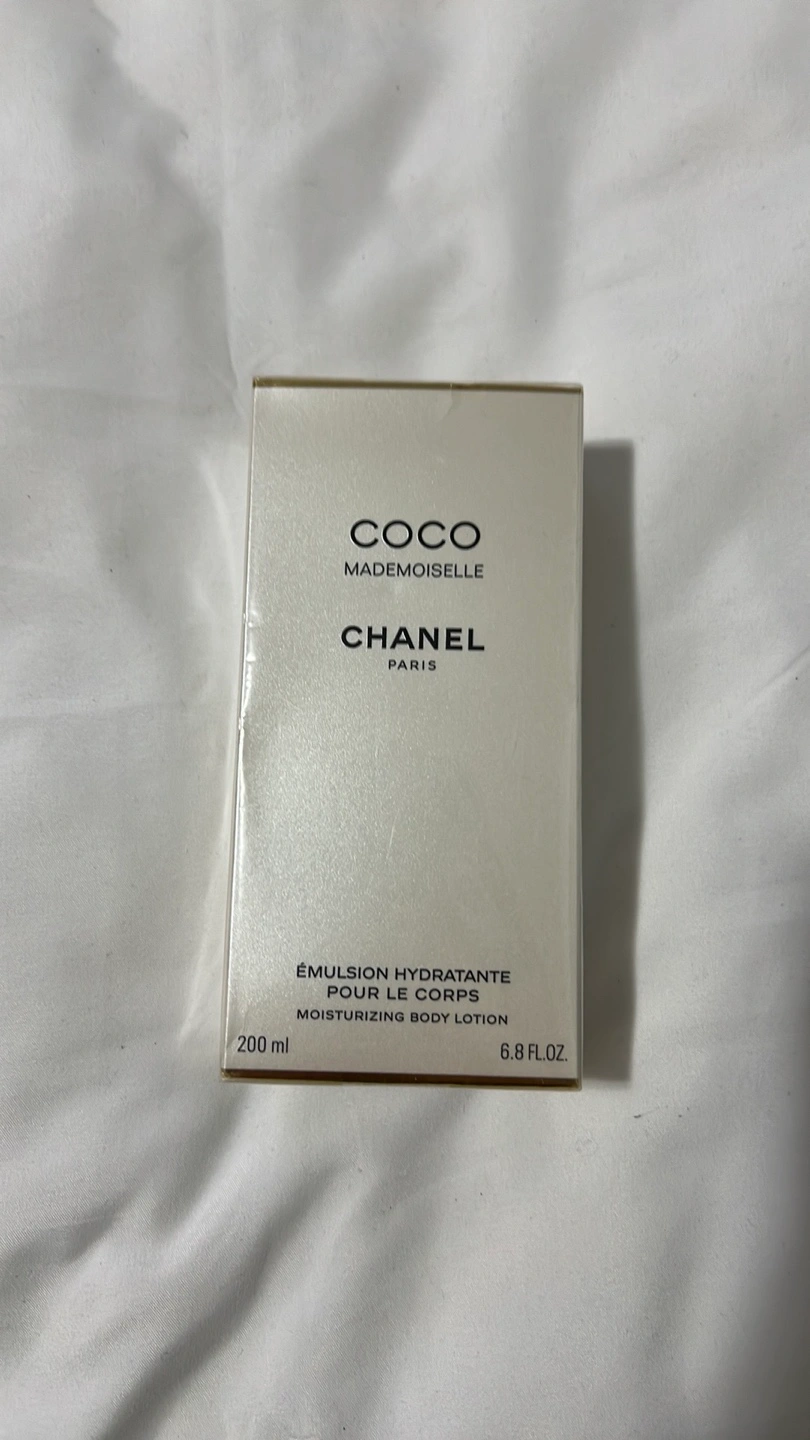 COCO
MADEMOISELLE
CHANEL
PARIS
ÉMULSION HYDRATANTE
POUR LE CORPS
MOISTURIZING BODY LOTION
200 ml
6.8 FL.OZ.